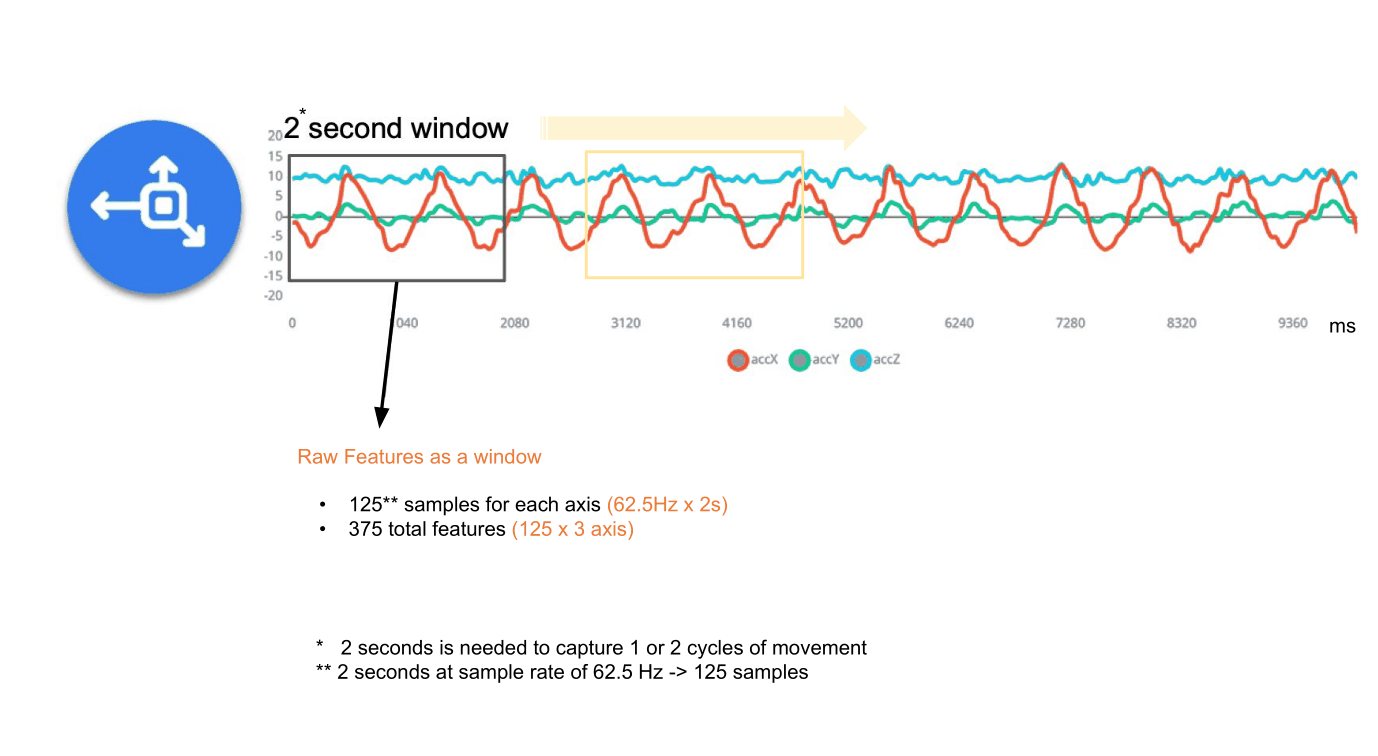 2*second window
20
15
10
5
0
-5
-10
-15
-20
0 040 2080 3120 4160 5200 6240 7280 8320 9360 ms
accX accY accZ
Raw Features as a window
• 125** samples for each axis (62.5Hz x 2s)
• 375 total features (125 x 3 axis)
* 2 seconds is needed to capture 1 or 2 cycles of movement
** 2 seconds at sample rate of 62.5 Hz -> 125 samples